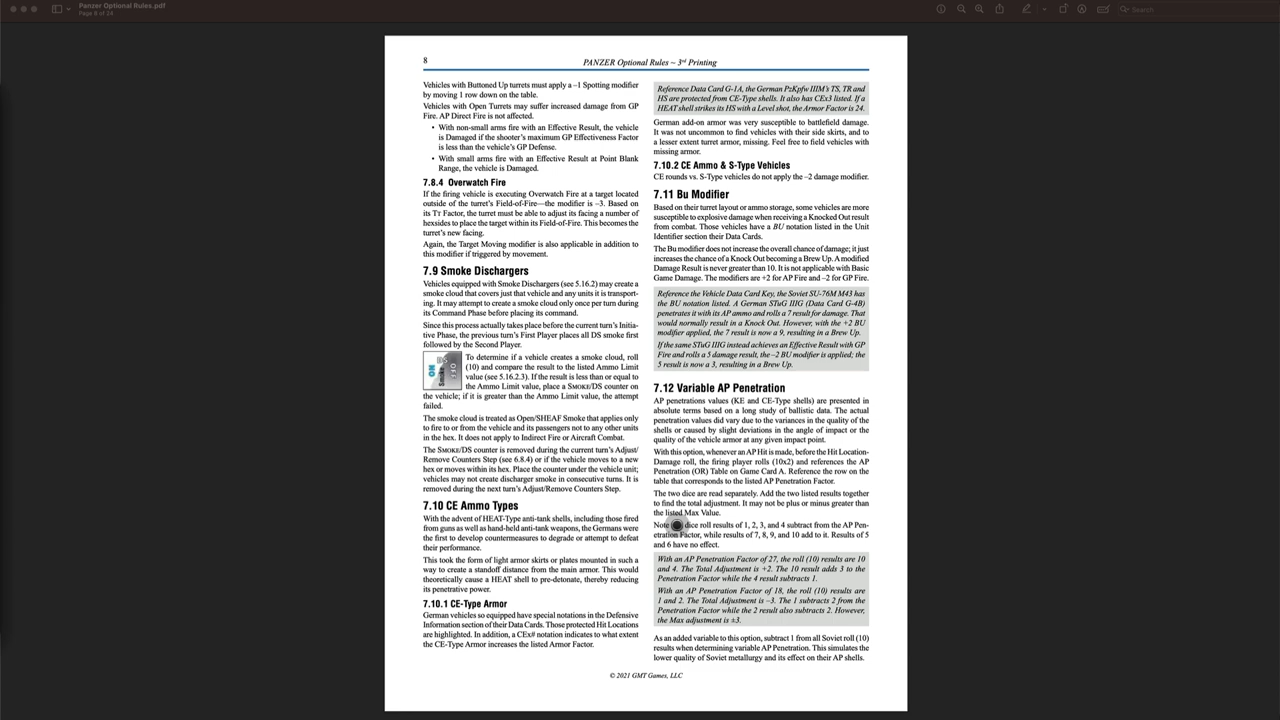 Panzer Optional Rules.pdf
Page 8 of 24
Search
8
PANZER Optional Rules ~ 3rd Printing
Vehicles with Buttoned Up turrets must apply a –1 Spotting modifier
by moving 1 row down on the table.
Vehicles with Open Turrets may suffer increased damage from GP
Fire. AP Direct Fire is not affected.
• With non-small arms fire with an Effective Result, the vehicle
is Damaged if the shooter's maximum GP Effectiveness Factor
is less than the vehicle's GP Defense.
• With small arms fire with an Effective Result at Point Blank
Range, the vehicle is Damaged.
7.8.4 Overwatch Fire
If the firing vehicle is executing Overwatch Fire at a target located
outside of the turret's Field-of-Fire—the modifier is –3. Based on
its TT Factor, the turret must be able to adjust its facing a number of
hexsides to place the target within its Field-of-Fire. This becomes the
turret's new facing.
Again, the Target Moving modifier is also applicable in addition to
this modifier if triggered by movement.
7.9 Smoke Dischargers
Vehicles equipped with Smoke Dischargers (see 5.16.2) may create a
smoke cloud that covers just that vehicle and any units it is transport-
ing. It may attempt to create a smoke cloud only once per turn during
its Command Phase before placing its command.
Since this process actually takes place before the current turn's Initia-
tive Phase, the previous turn's First Player places all DS smoke first
followed by the Second Player.
ON
Smoke
OFF
To determine if a vehicle creates a smoke cloud, roll
(10) and compare the result to the listed Ammo Limit
value (see 5.16.2.3). If the result is less than or equal to
the Ammo Limit value, place a SMOKE/DS counter on
the vehicle; if it is greater than the Ammo Limit value, the attempt
failed.
The smoke cloud is treated as Open/SHEAF Smoke that applies only
to fire to or from the vehicle and its passengers not to any other units
in the hex. It does not apply to Indirect Fire or Aircraft Combat.
The SMOKE/DS counter is removed during the current turn's Adjust/
Remove Counters Step (see 6.8.4) or if the vehicle moves to a new
hex or moves within its hex. Place the counter under the vehicle unit;
vehicles may not create discharger smoke in consecutive turns. It is
removed during the next turn's Adjust/Remove Counters Step.
7.10 CE Ammo Types
With the advent of HEAT-Type anti-tank shells, including those fired
from guns as well as hand-held anti-tank weapons, the Germans were
the first to develop countermeasures to degrade or attempt to defeat
their performance.
This took the form of light armor skirts or plates mounted in such a
way to create a standoff distance from the main armor. This would
theoretically cause a HEAT shell to pre-detonate, thereby reducing
its penetrative power.
7.10.1 CE-Type Armor
German vehicles so equipped have special notations in the Defensive
Information section of their Data Cards. Those protected Hit Locations
are highlighted. In addition, a CEx# notation indicates to what extent
the CE-Type Armor increases the listed Armor Factor.
Reference Data Card G-1A, the German PzKpfw IIIM's TS, TR and
HS are protected from CE-Type shells. It also has CEx3 listed. If a
HEAT shell strikes its HS with a Level shot, the Armor Factor is 24.
German add-on armor was very susceptible to battlefield damage.
It was not uncommon to find vehicles with their side skirts, and to
a lesser extent turret armor, missing. Feel free to field vehicles with
missing armor.
7.10.2 CE Ammo & S-Type Vehicles
CE rounds vs. S-Type vehicles do not apply the –2 damage modifier.
7.11 Bu Modifier
Based on their turret layout or ammo storage, some vehicles are more
susceptible to explosive damage when receiving a Knocked Out result
from combat. Those vehicles have a BU notation listed in the Unit
Identifier section their Data Cards.
The Bu modifier does not increase the overall chance of damage; it just
increases the chance of a Knock Out becoming a Brew Up. A modified
Damage Result is never greater than 10. It is not applicable with Basic
Game Damage. The modifiers are +2 for AP Fire and –2 for GP Fire.
Reference the Vehicle Data Card Key, the Soviet SU-76M M43 has
the BU notation listed. A German STuG IIIG (Data Card G-4B)
penetrates it with its AP ammo and rolls a 7 result for damage. That
would normally result in a Knock Out. However, with the +2 BU
modifier applied, the 7 result is now a 9, resulting in a Brew Up.
If the same STuG IIIG instead achieves an Effective Result with GP
Fire and rolls a 5 damage result, the –2 BU modifier is applied; the
5 result is now a 3, resulting in a Brew Up.
7.12 Variable AP Penetration
AP penetrations values (KE and CE-Type shells) are presented in
absolute terms based on a long study of ballistic data. The actual
penetration values did vary due to the variances in the quality of the
shells or caused by slight deviations in the angle of impact or the
quality of the vehicle armor at any given impact point.
With this option, whenever an AP Hit is made, before the Hit Location-
Damage roll, the firing player rolls (10x2) and references the AP
Penetration (OR) Table on Game Card A. Reference the row on the
table that corresponds to the listed AP Penetration Factor.
The two dice are read separately. Add the two listed results together
to find the total adjustment. It may not be plus or minus greater than
the listed Max Value.
Note dice roll results of 1, 2, 3, and 4 subtract from the AP Pen-
etration Factor, while results of 7, 8, 9, and 10 add to it. Results of 5
and 6 have no effect.
With an AP Penetration Factor of 27, the roll (10) results are 10
and 4. The Total Adjustment is +2. The 10 result adds 3 to the
Penetration Factor while the 4 result subtracts 1.
With an AP Penetration Factor of 18, the roll (10) results are
1 and 2. The Total Adjustment is –3. The 1 subtracts 2 from the
Penetration Factor while the 2 result also subtracts 2. However,
the Max adjustment is ±3.
As an added variable to this option, subtract 1 from all Soviet roll (10)
results when determining variable AP Penetration. This simulates the
lower quality of Soviet metallurgy and its effect on their AP shells.
© 2021 GMT Games, LLC